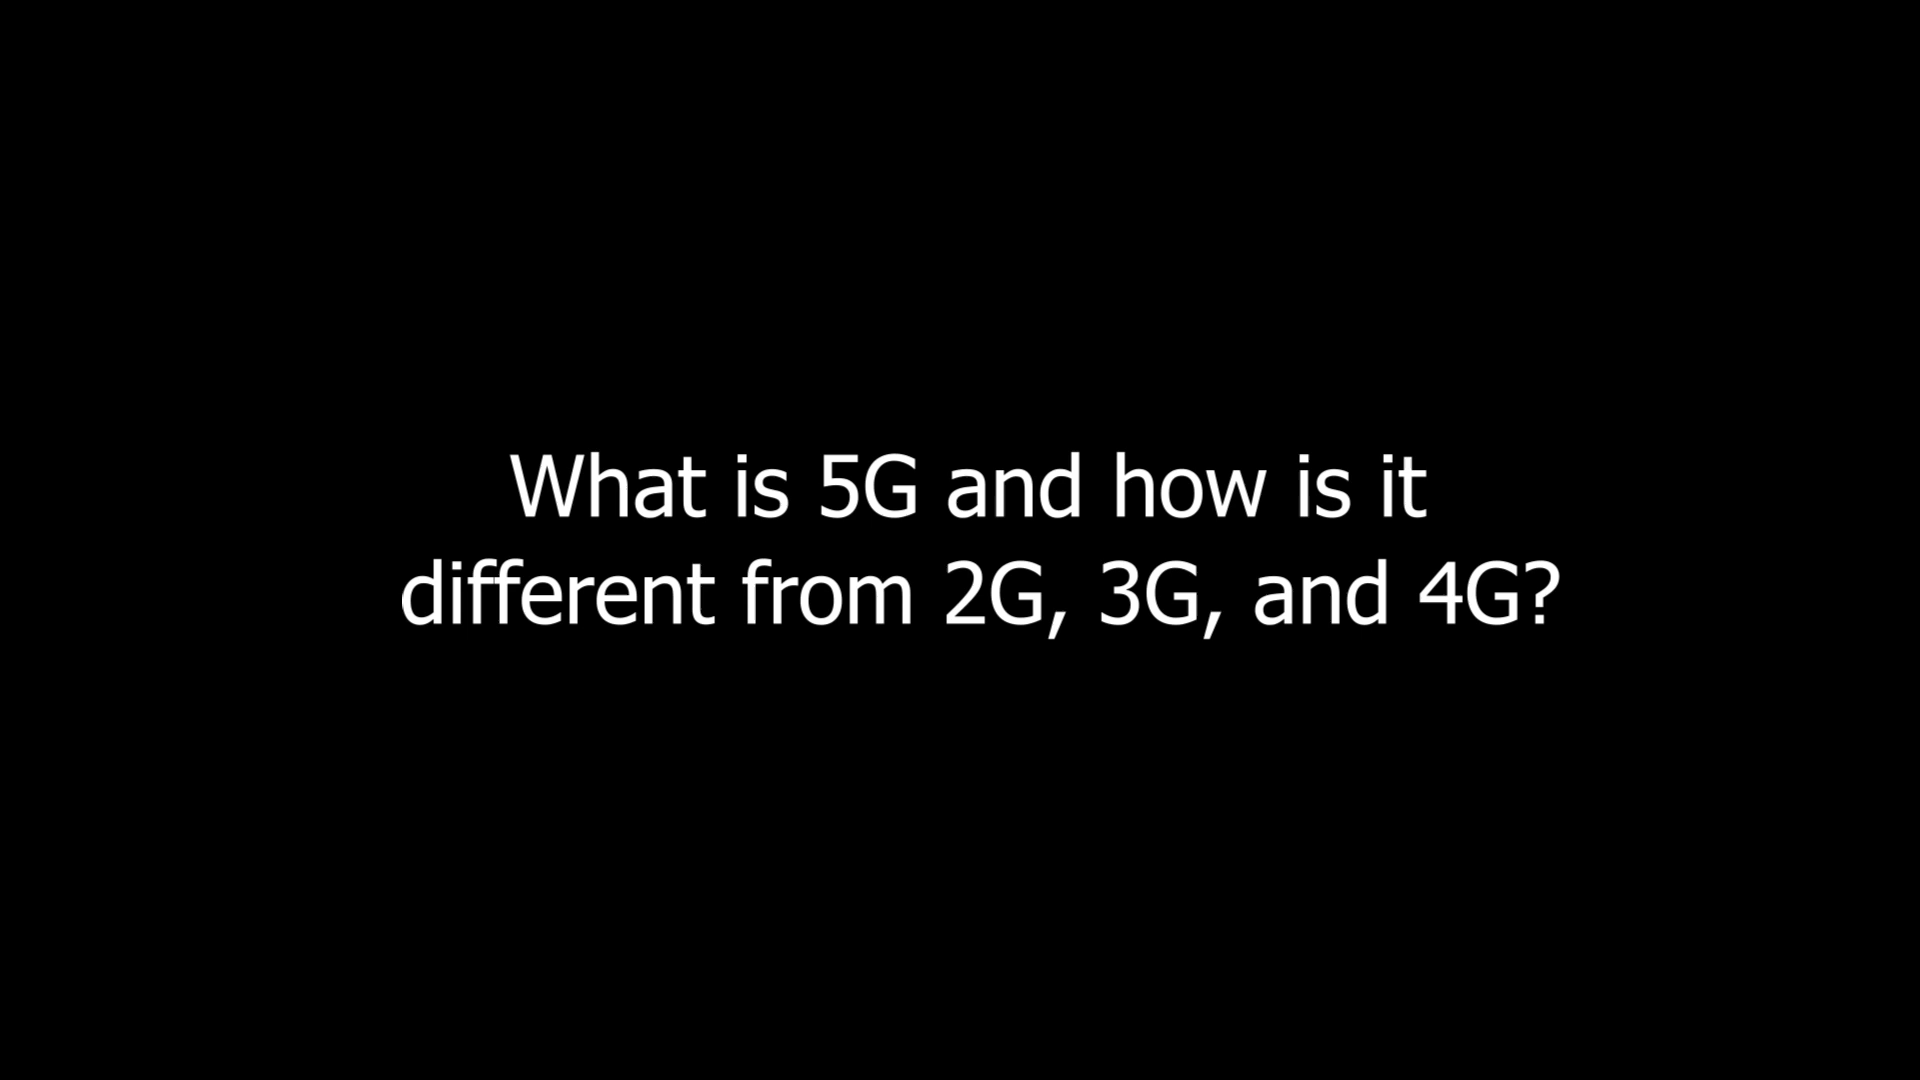 What is 5G and how is it
different from 2G, 3G, and 4G?